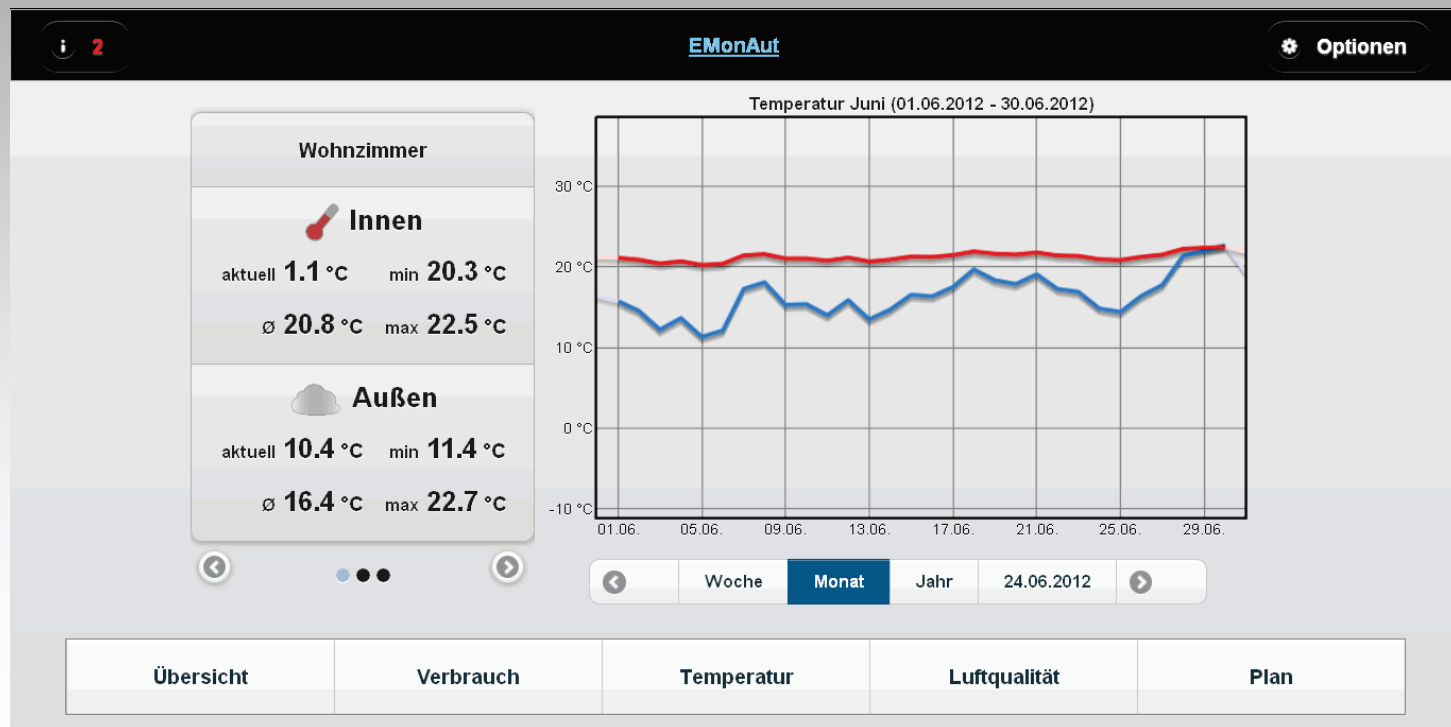 i 2 EMonAut Optionen
Wohnzimmer
Innen
aktuell 1.1 °C min 20.3 °C
ø 20.8 °C max 22.5 °C
Außen
aktuell 10.4 °C min 11.4 °C
ø 16.4 °C max 22.7 °C
Temperatur Juni (01.06.2012 - 30.06.2012)
30 °C
20 °C
10 °C
0 °C
-10 °C
01.06. 05.06. 09.06. 13.06. 17.06. 21.06. 25.06. 29.06.
Woche Monat Jahr 24.06.2012
Übersicht Verbrauch Temperatur Luftqualität Plan